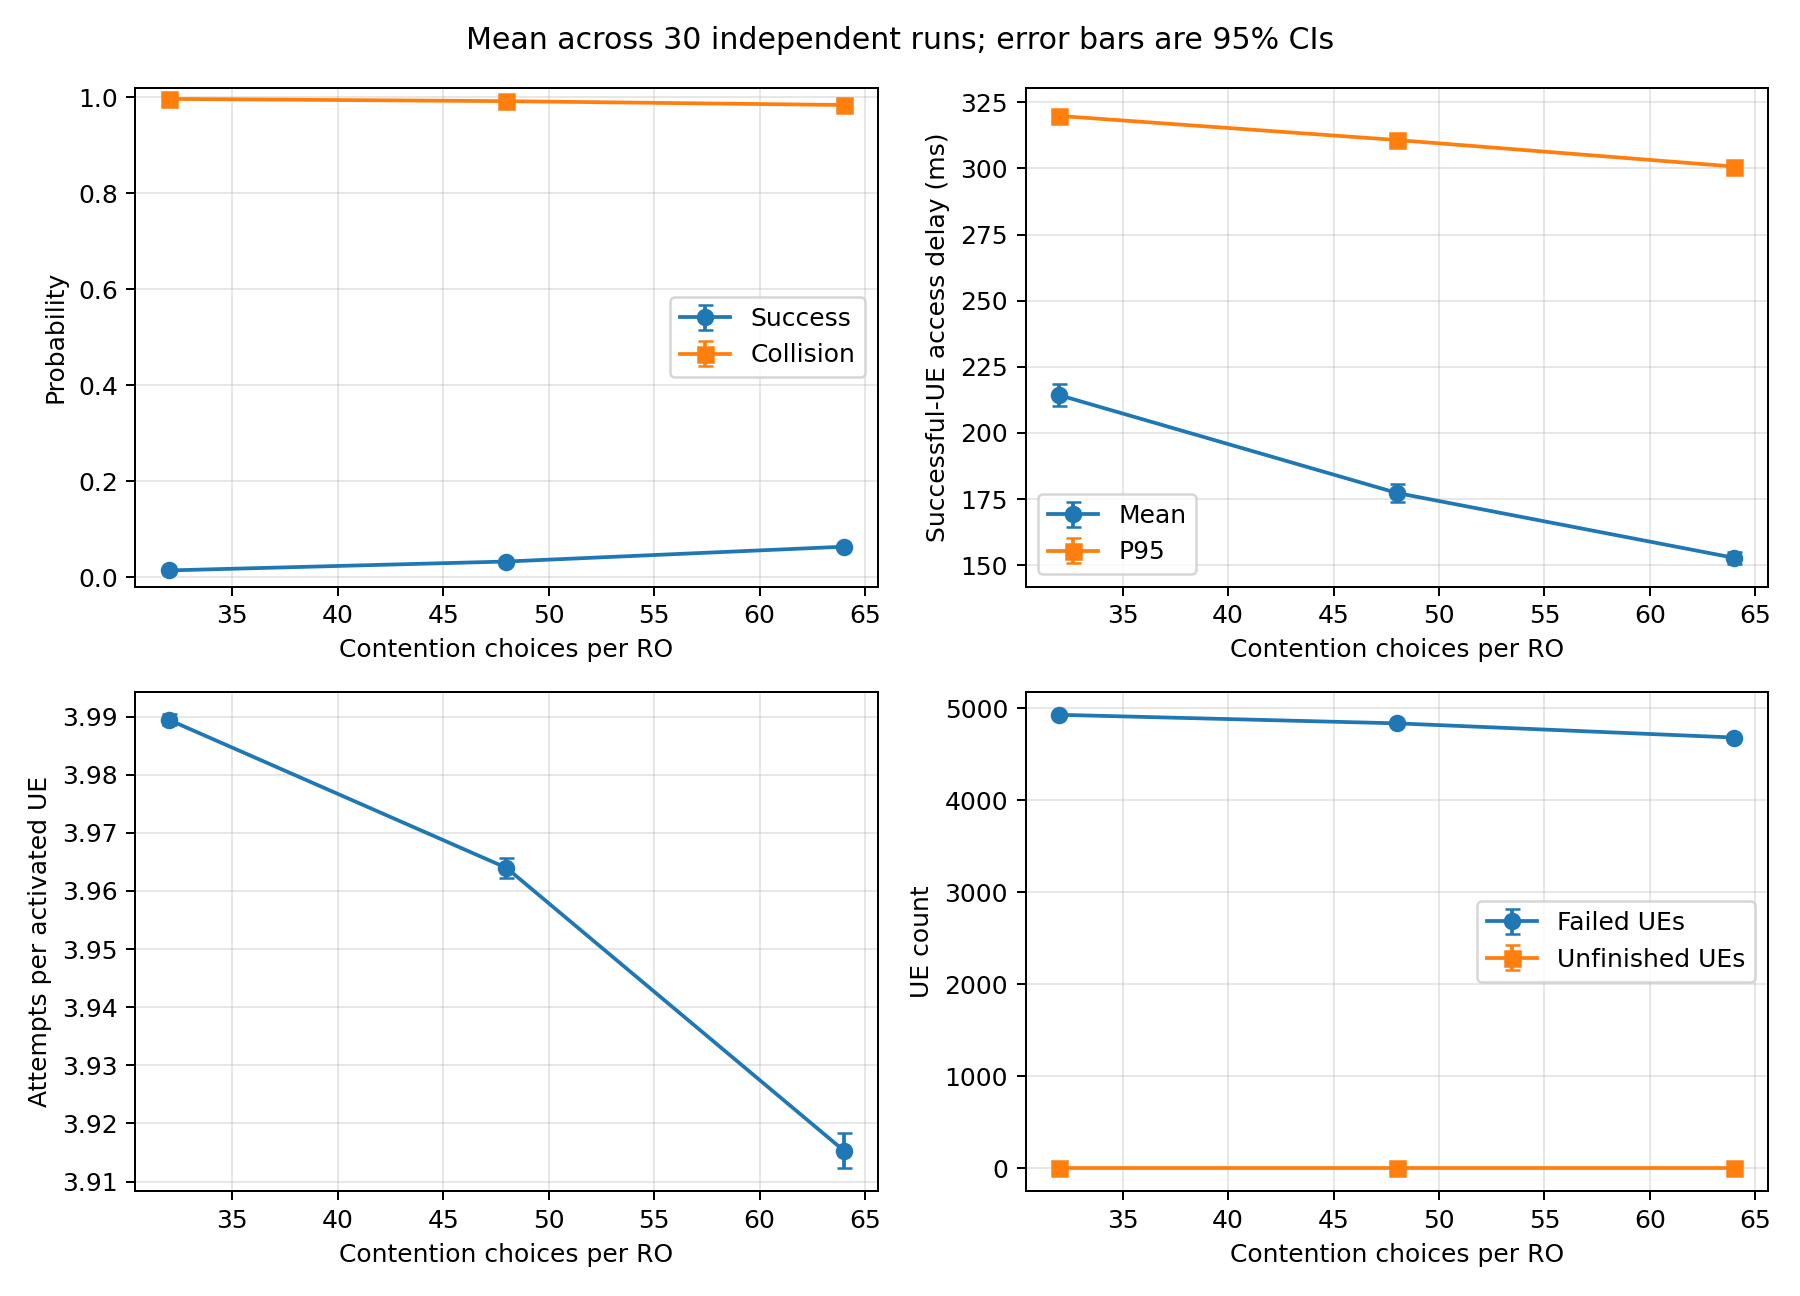 Mean across 30 independent runs; error bars are 95% CIs
Probability
1.0
0.8
0.6
0.4
0.2
0.0
Success
Collision
35 40 45 50 55 60 65
Contention choices per RO
Successful-UE access delay (ms)
325
300
275
250
225
200
175
150
Mean
P95
35 40 45 50 55 60 65
Contention choices per RO
Attempts per activated UE
3.99
3.98
3.97
3.96
3.95
3.94
3.93
3.92
3.91
35 40 45 50 55 60 65
Contention choices per RO
UE count
5000
4000
3000
2000
1000
0
Failed UEs
Unfinished UEs
35 40 45 50 55 60 65
Contention choices per RO